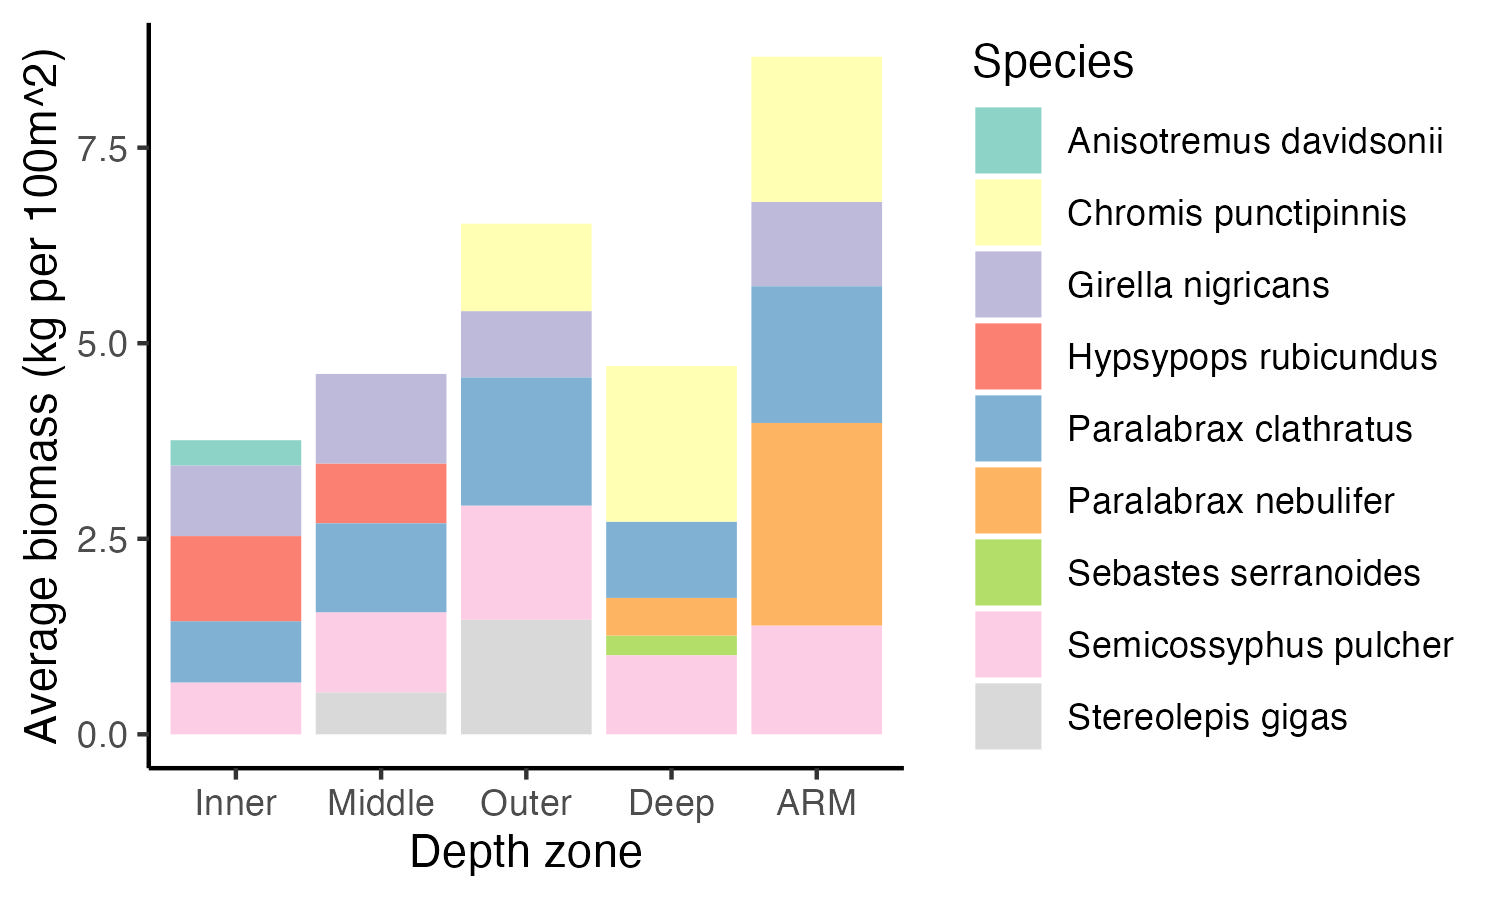 Average biomass (kg per 100m^2)
7.5
5.0
2.5
0.0
Inner Middle Outer Deep ARM
Depth zone
Species
Anisotremus davidsonii
Chromis punctipinnis
Girella nigricans
Hypsypops rubicundus
Paralabrax clathratus
Paralabrax nebulifer
Sebastes serranoides
Semicossyphus pulcher
Stereolepis gigas